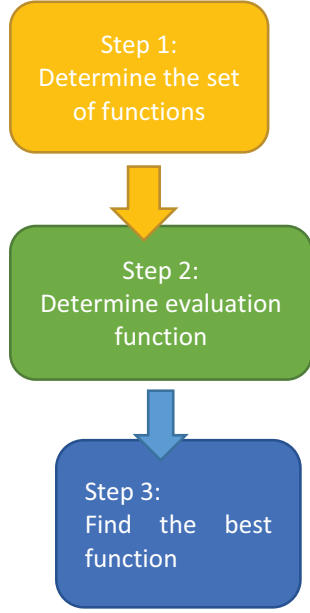 Step 1:
Determine the set
of functions
Step 2:
Determine evaluation
function
Step 3:
Find the best
function